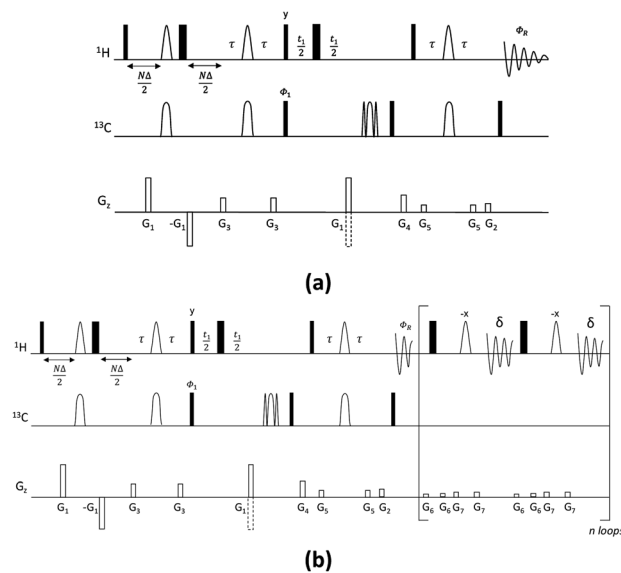 y Φ_R
¹H τ τ t₁/2 t₁/2 τ τ
NΔ/2 NΔ/2
Φ₁
¹³C
G_z
G₁ -G₁ G₃ G₃ G₁ G₄ G₅ G₅ G₂
(a)
y Φ_R -x δ -x δ
¹H τ τ t₁/2 t₁/2 τ τ
NΔ/2 NΔ/2
Φ₁
¹³C
G_z
G₁ -G₁ G₃ G₃ G₁ G₄ G₅ G₅ G₂ G₆ G₆ G₇ G₇ G₆ G₆ G₇ G₇
n loops
(b)